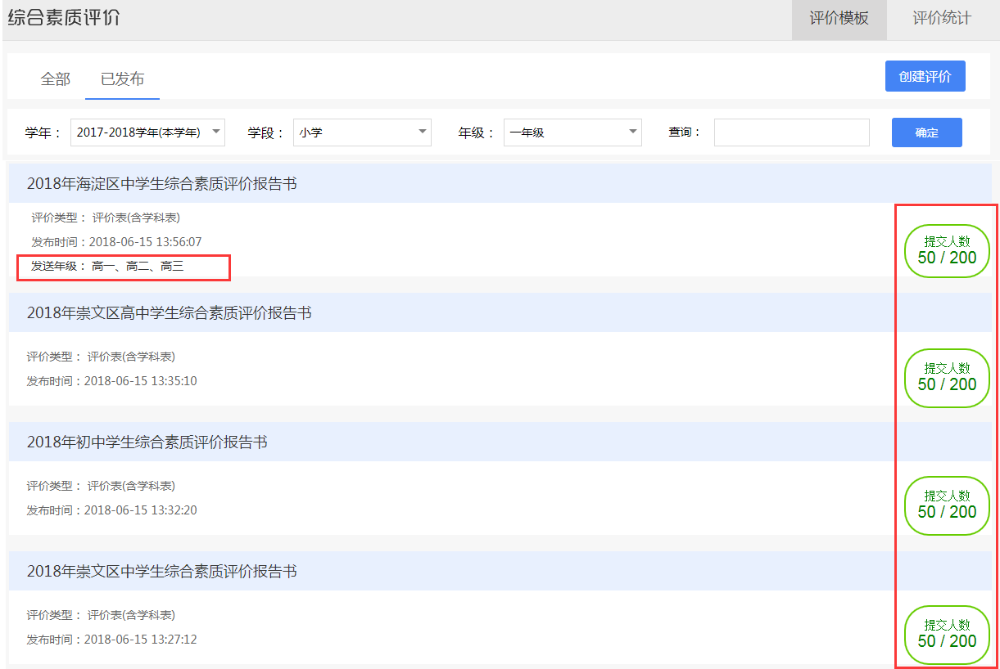 综合素质评价 评价模板 评价统计
全部 已发布 创建评价
学年： 2017-2018学年(本学年) 学段： 小学 年级： 一年级 查询： 确定
2018年海淀区中学生综合素质评价报告书
评价类型： 评价表(含学科表)
发布时间：2018-06-15 13:56:07
发送年级： 高一、高二、高三
提交人数
50 / 200
2018年崇文区高中学生综合素质评价报告书
评价类型： 评价表(含学科表)
发布时间：2018-06-15 13:35:10
提交人数
50 / 200
2018年初中学生综合素质评价报告书
评价类型： 评价表(含学科表)
发布时间：2018-06-15 13:32:20
提交人数
50 / 200
2018年崇文区中学生综合素质评价报告书
评价类型： 评价表(含学科表)
发布时间：2018-06-15 13:27:12
提交人数
50 / 200